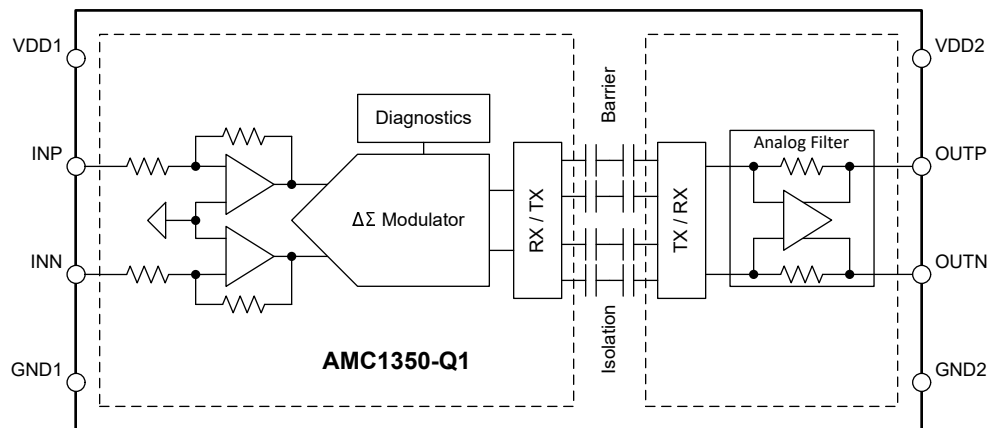 VDD1
VDD2
Barrier
Diagnostics
Analog Filter
INP
OUTP
ΔΣ Modulator
RX / TX
TX / RX
INN
OUTN
Isolation
AMC1350-Q1
GND1
GND2